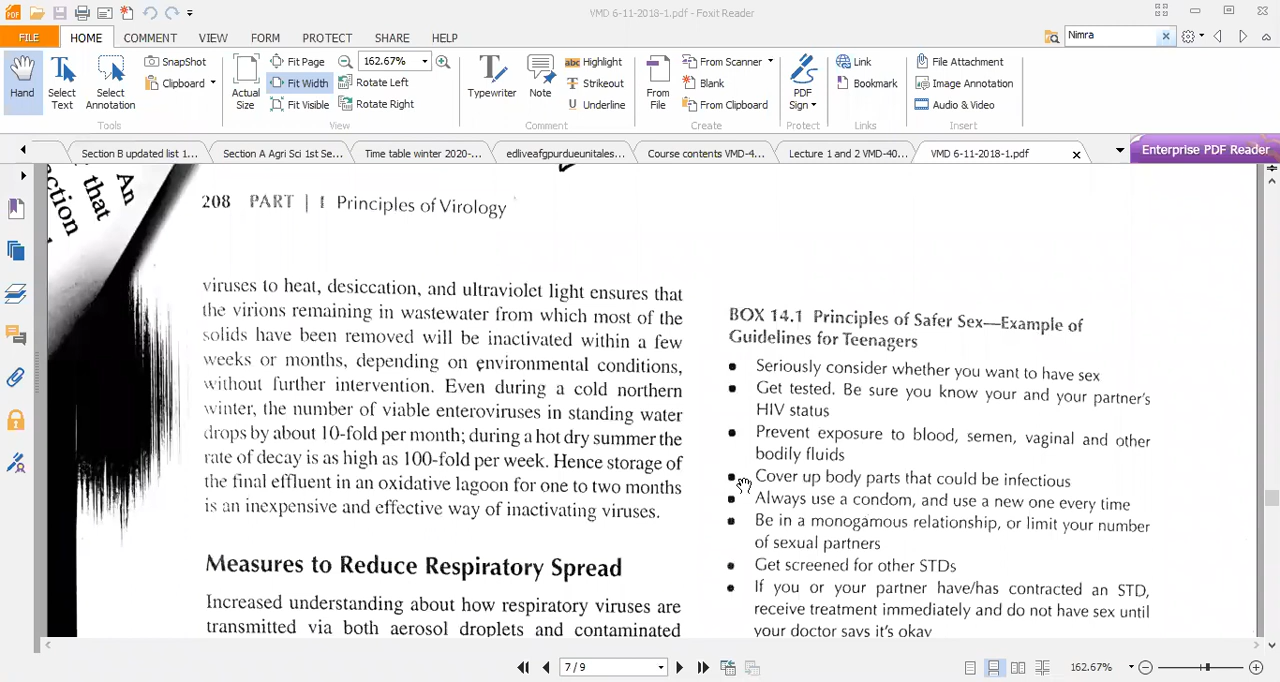 VMD 6-11-2018-1.pdf - Foxit Reader
FILE HOME COMMENT VIEW FORM PROTECT SHARE HELP
Nimra
Hand
Select Text
Select Annotation
SnapShot
Clipboard
Tools
Actual Size
Fit Page
Fit Width
Fit Visible
162.67%
Rotate Left
Rotate Right
View
Typewriter
Note
Highlight
Strikeout
Underline
Comment
From File
From Scanner
Blank
From Clipboard
Create
PDF Sign
Protect
Link
Bookmark
Links
File Attachment
Image Annotation
Audio & Video
Insert
Section B updated list 1...
Section A Agri Sci 1st Se...
Time table winter 2020-...
edliveafgpurdueunitales...
Course contents VMD-4...
Lecture 1 and 2 VMD-40...
VMD 6-11-2018-1.pdf
Enterprise PDF Reader
An
that
ction
208 PART | I Principles of Virology
viruses to heat, desiccation, and ultraviolet light ensures that
the virions remaining in wastewater from which most of the
solids have been removed will be inactivated within a few
weeks or months, depending on environmental conditions,
without further intervention. Even during a cold northern
winter, the number of viable enteroviruses in standing water
drops by about 10-fold per month; during a hot dry summer the
rate of decay is as high as 100-fold per week. Hence storage of
the final effluent in an oxidative lagoon for one to two months
is an inexpensive and effective way of inactivating viruses.
Measures to Reduce Respiratory Spread
Increased understanding about how respiratory viruses are
transmitted via both aerosol droplets and contaminated
BOX 14.1 Principles of Safer Sex—Example of
Guidelines for Teenagers
● Seriously consider whether you want to have sex
● Get tested. Be sure you know your and your partner's
HIV status
● Prevent exposure to blood, semen, vaginal and other
bodily fluids
● Cover up body parts that could be infectious
● Always use a condom, and use a new one every time
● Be in a monogamous relationship, or limit your number
of sexual partners
● Get screened for other STDs
● If you or your partner have/has contracted an STD,
receive treatment immediately and do not have sex until
your doctor says it's okay
7 / 9
162.67%